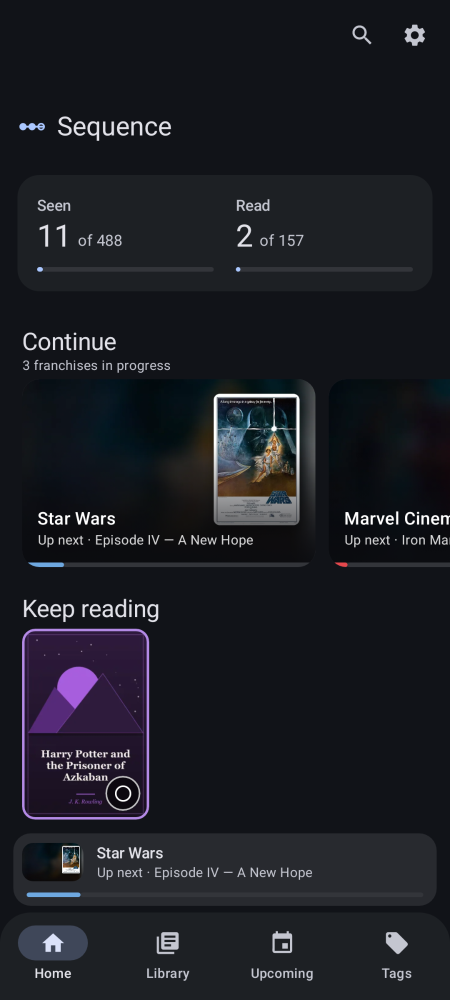 Sequence
Seen
11 of 488
Read
2 of 157
Continue
3 franchises in progress
STAR WARS
Star Wars
Up next · Episode IV — A New Hope
Marvel Cinem
Up next · Iron Ma
Keep reading
Harry Potter and
the Prisoner of
Azkaban
J. K. Rowling
Star Wars
Up next · Episode IV — A New Hope
Home
Library
Upcoming
Tags